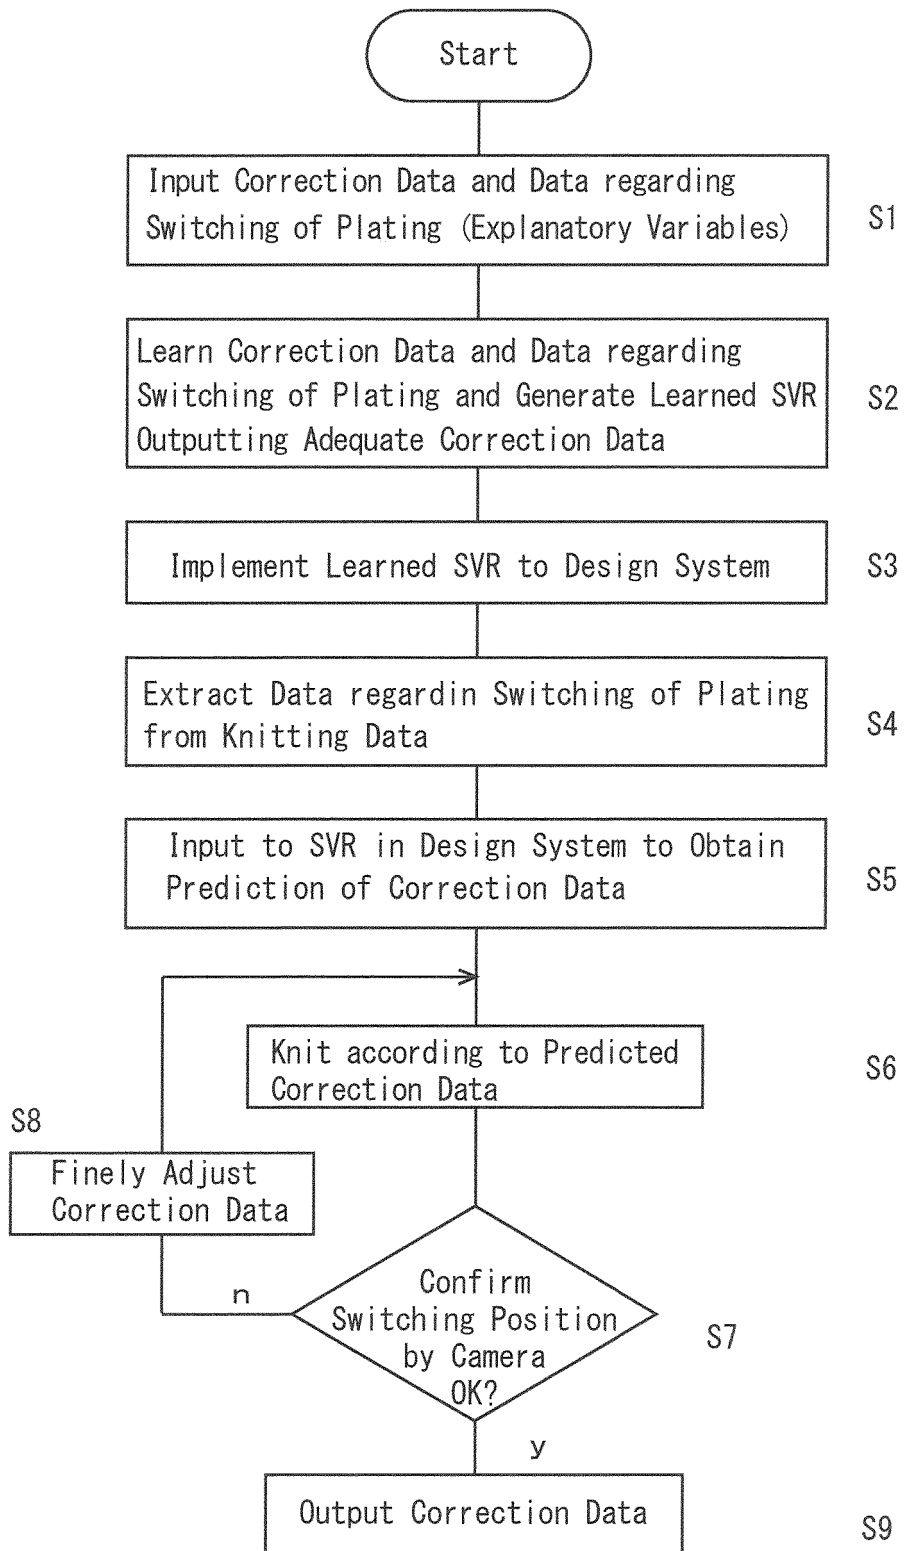 Start
Input Correction Data and Data regarding
Switching of Plating (Explanatory Variables)
S1
Learn Correction Data and Data regarding
Switching of Plating and Generate Learned SVR
Outputting Adequate Correction Data
S2
Implement Learned SVR to Design System
S3
Extract Data regardin Switching of Plating
from Knitting Data
S4
Input to SVR in Design System to Obtain
Prediction of Correction Data
S5
Knit according to Predicted
Correction Data
S6
S8
Finely Adjust
Correction Data
n
Confirm
Switching Position
by Camera
OK?
S7
y
Output Correction Data
S9